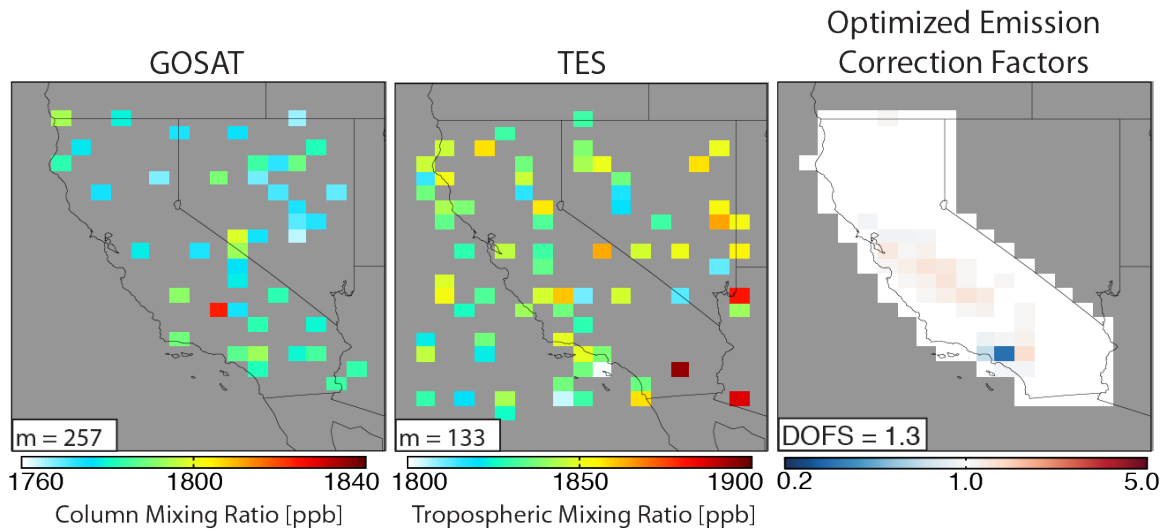 GOSAT
TES
Optimized Emission
Correction Factors
m = 257
m = 133
DOFS = 1.3
1760 1800 1840
1800 1850 1900
0.2 1.0 5.0
Column Mixing Ratio [ppb]
Tropospheric Mixing Ratio [ppb]